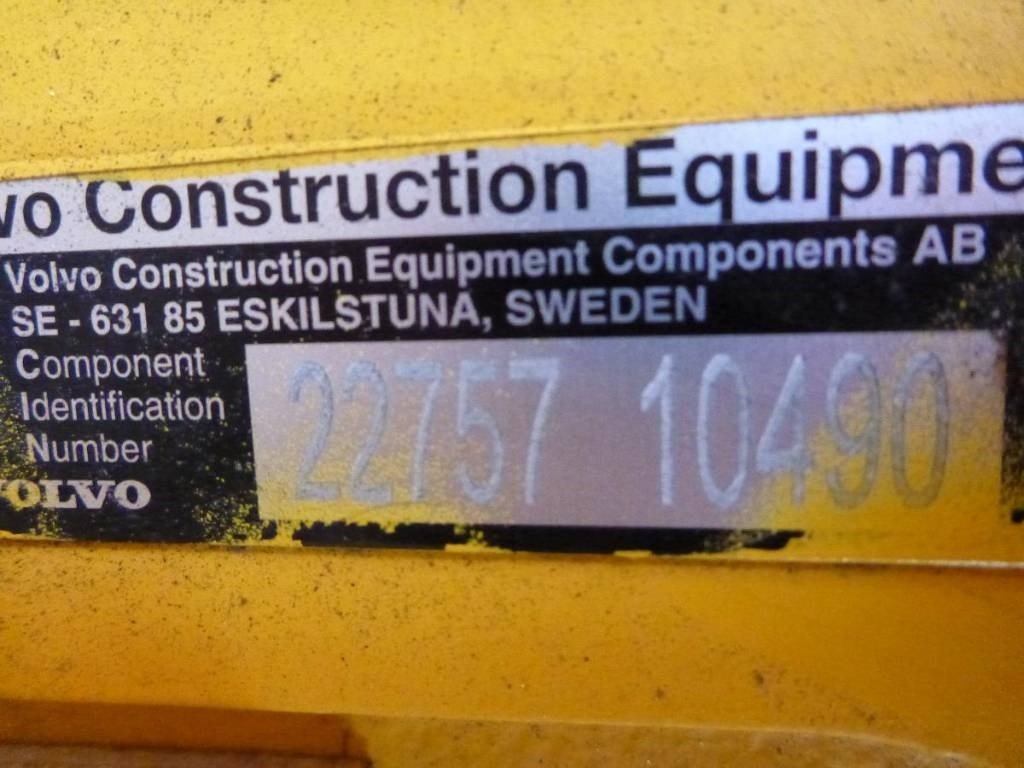 vo Construction Equipme
Volvo Construction Equipment Components AB
SE - 631 85 ESKILSTUNA, SWEDEN
Component
Identification
Number
22757 10490
VOLVO